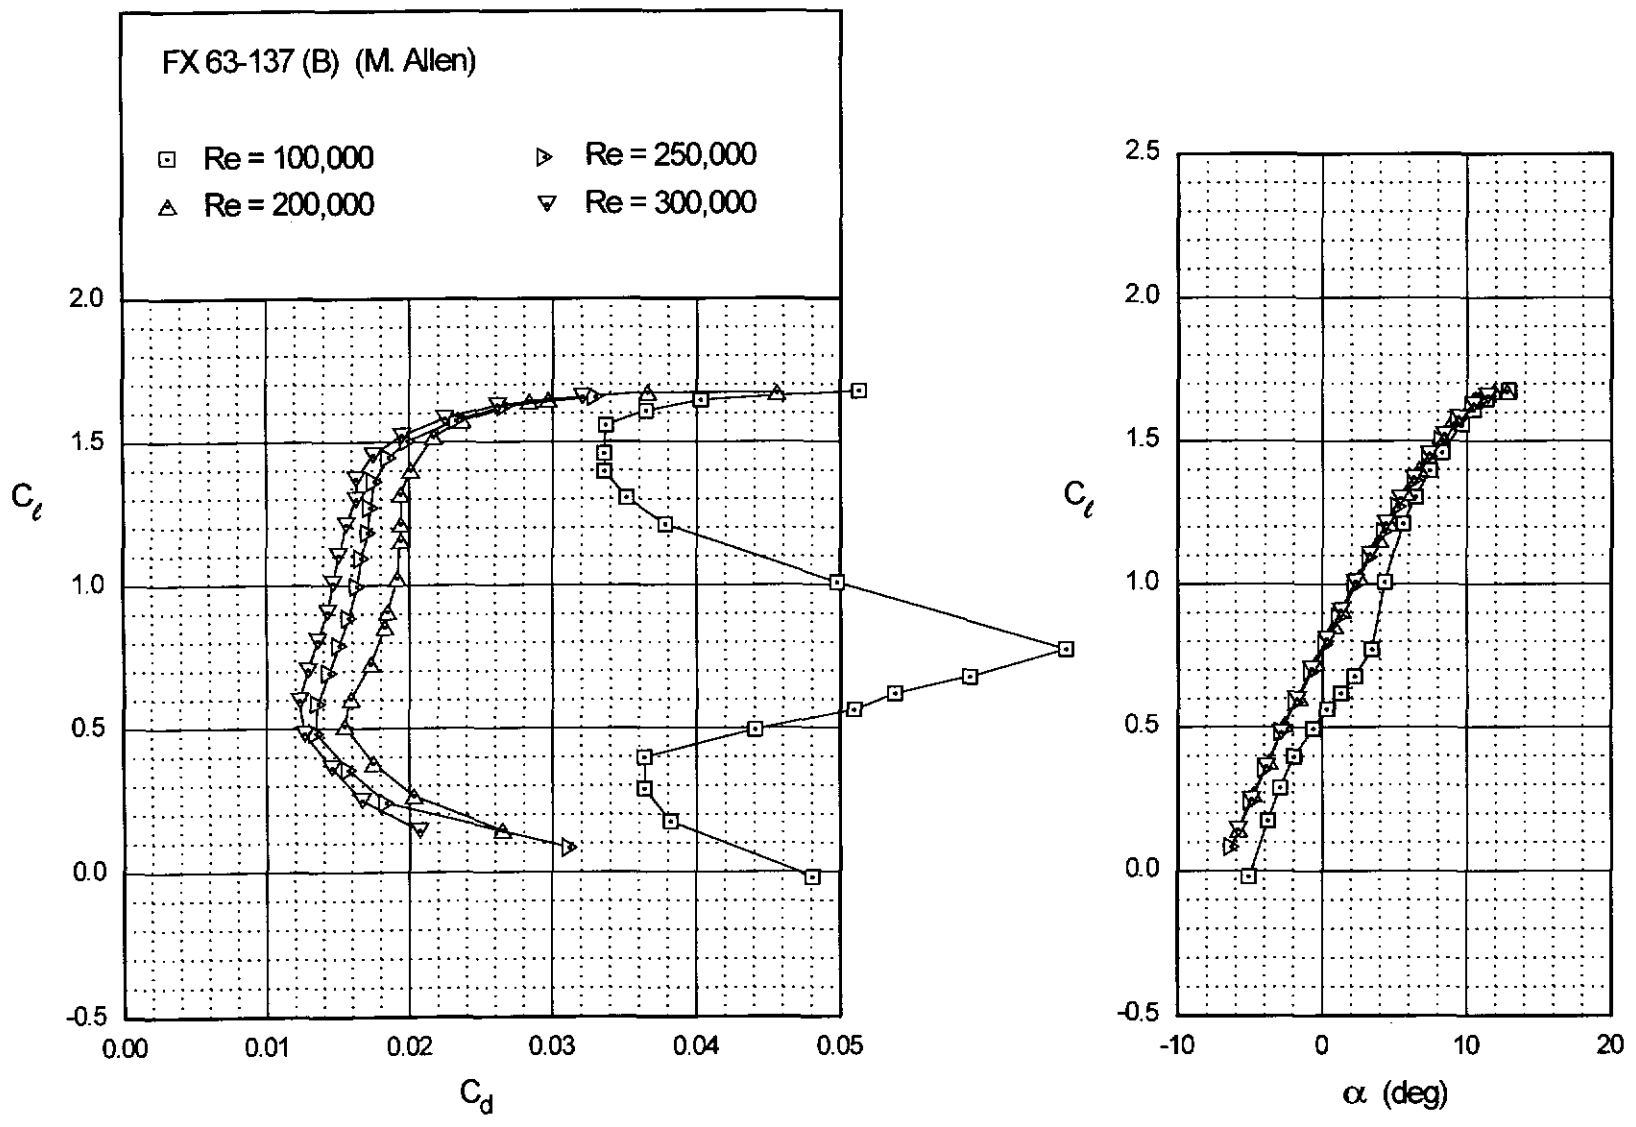 FX 63-137 (B) (M. Allen)
Re = 100,000
Re = 250,000
Re = 200,000
Re = 300,000
2.0
1.5
1.0
0.5
0.0
-0.5
C_ℓ
0.00 0.01 0.02 0.03 0.04 0.05
C_d
2.5
2.0
1.5
1.0
0.5
0.0
-0.5
C_ℓ
-10 0 10 20
α (deg)